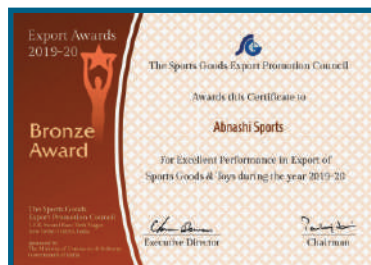 Export Awards
2019-20
Bronze
Award
The Sports Goods
Export Promotion Council
The Sports Goods Export Promotion Council
Awards this Certificate to
Abnashi Sports
For Excellent Performance in Export of
Sports Goods & Toys during the year 2019-20
Executive Director
Chairman